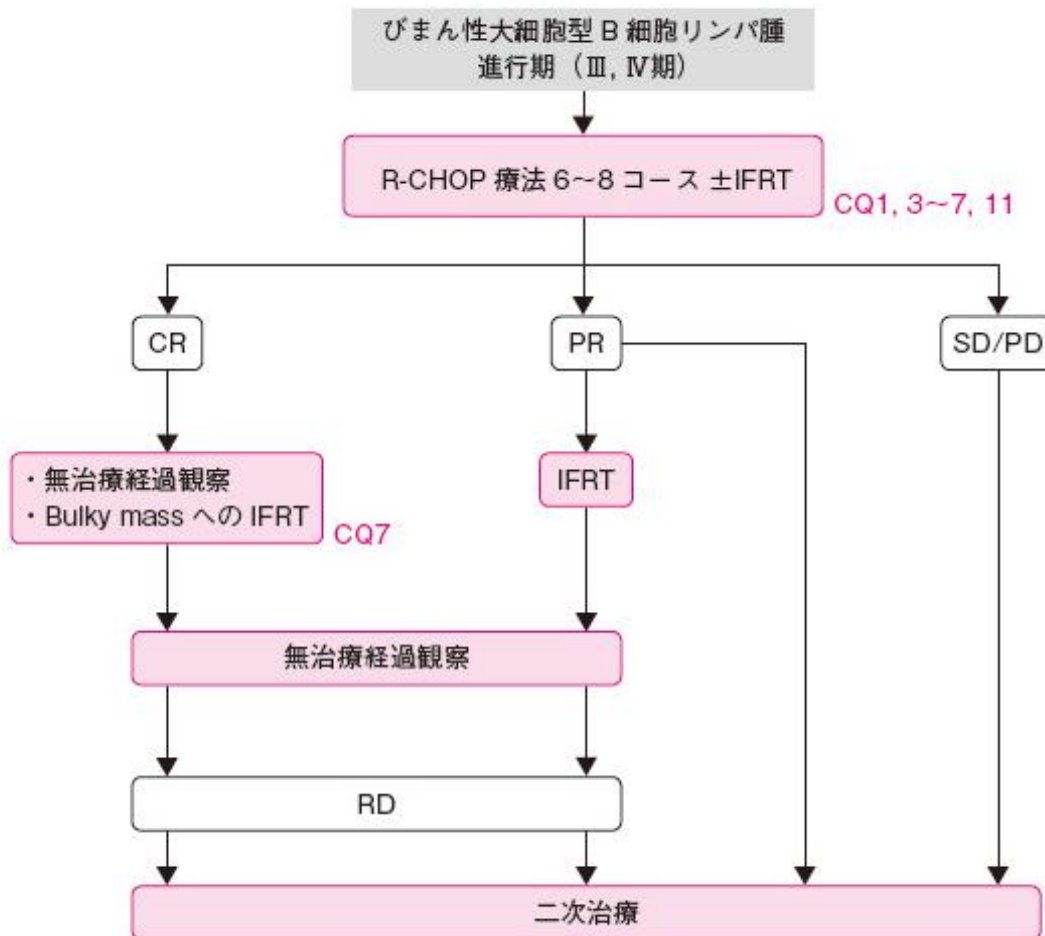 びまん性大細胞型 B 細胞リンパ腫
進行期（Ⅲ, Ⅳ期）
R-CHOP 療法 6～8 コース ±IFRT
CQ1, 3～7, 11
CR
PR
SD/PD
・無治療経過観察
・Bulky mass への IFRT
CQ7
IFRT
無治療経過観察
RD
二次治療